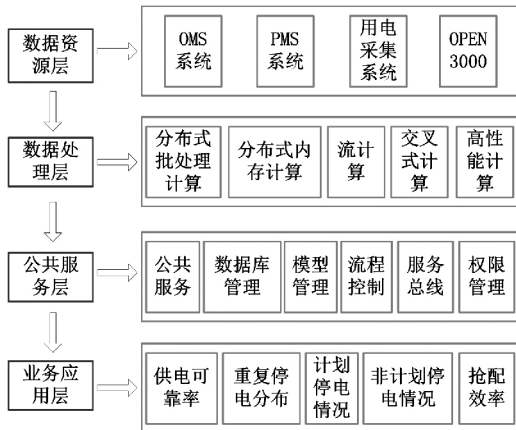 数据资
源层
OMS
系统
PMS
系统
用电
采集
系统
OPEN
3000
数据处
理层
分布式
批处理
计算
分布式内
存计算
流计
算
交叉
式计
算
高性
能计
算
公共服
务层
公共
服务
数据库
管理
模型
管理
流程
控制
服务
总线
权限
管理
业务应
用层
供电可
靠率
重复停
电分布
计划
停电
情况
非计划停
电情况
抢配
效率